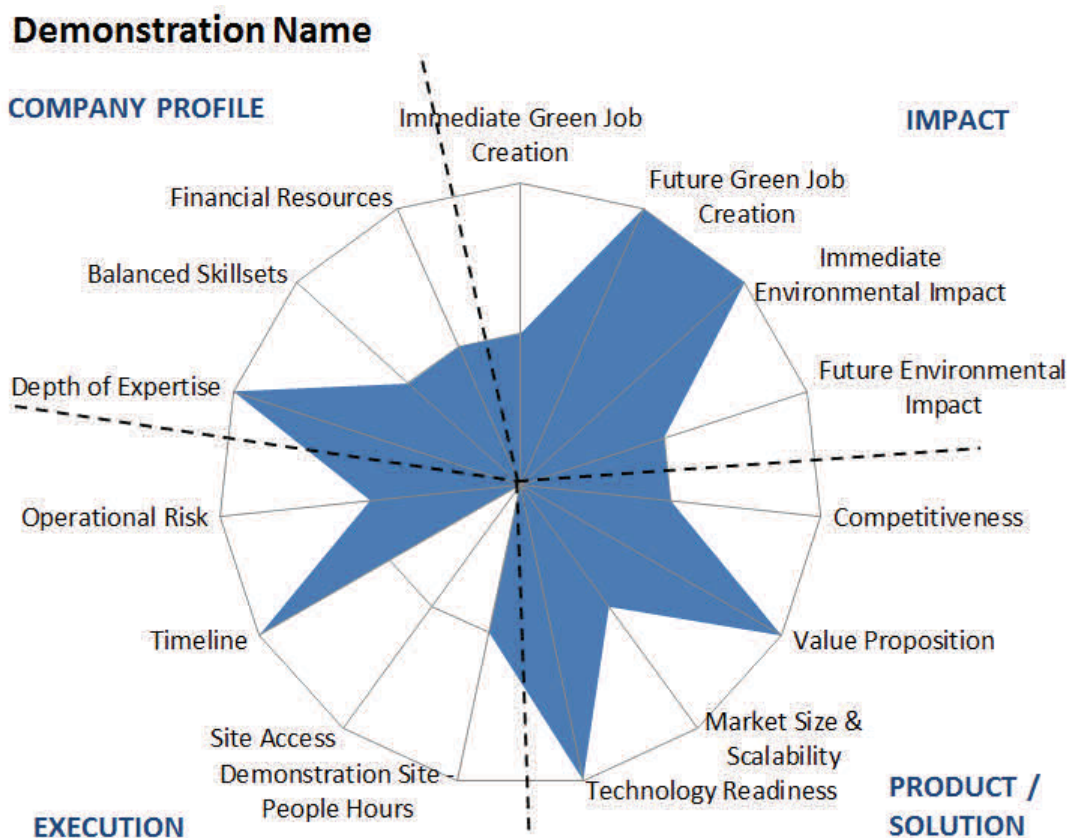 Demonstration Name
COMPANY PROFILE
IMPACT
Immediate Green Job
Creation
Future Green Job
Creation
Immediate
Environmental Impact
Future Environmental
Impact
Competitiveness
Value Proposition
Market Size &
Scalability
Technology Readiness
Demonstration Site -
People Hours
Site Access
Timeline
Operational Risk
Depth of Expertise
Balanced Skillsets
Financial Resources
EXECUTION
PRODUCT /
SOLUTION